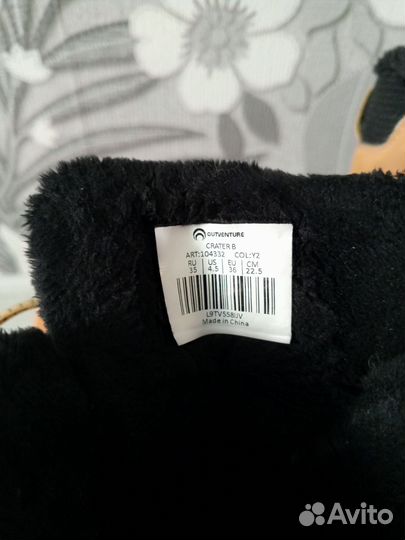 OUTVENTURE
CRATER B
ART:104332 COL:Y2
RU US EU CM
35 4.5 36 22.5
L9TV558IJV
Made in China
Avito